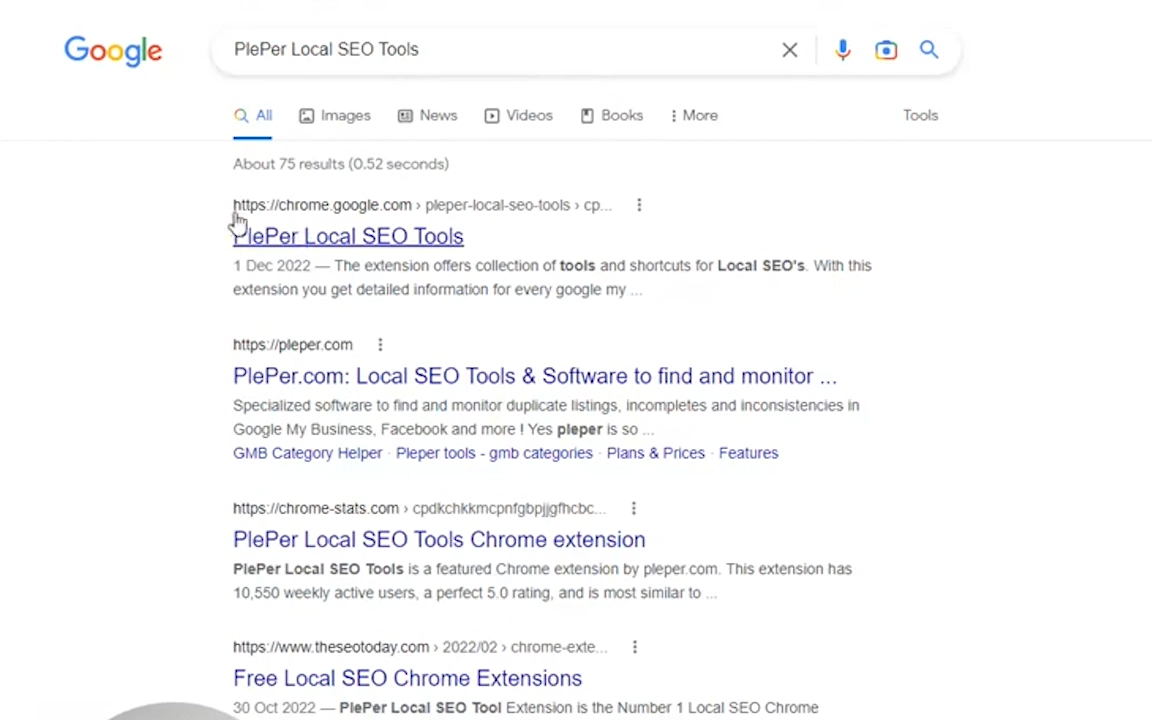 Google
PlePer Local SEO Tools
All Images News Videos Books More Tools
About 75 results (0.52 seconds)
https://chrome.google.com › pleper-local-seo-tools › cp...
PlePer Local SEO Tools
1 Dec 2022 — The extension offers collection of tools and shortcuts for Local SEO's. With this
extension you get detailed information for every google my ...
https://pleper.com
PlePer.com: Local SEO Tools & Software to find and monitor ...
Specialized software to find and monitor duplicate listings, incompletes and inconsistencies in
Google My Business, Facebook and more ! Yes pleper is so ...
GMB Category Helper · Pleper tools - gmb categories · Plans & Prices · Features
https://chrome-stats.com › cpdkchkkmcpnfgbpjjgfhcbc...
PlePer Local SEO Tools Chrome extension
PlePer Local SEO Tools is a featured Chrome extension by pleper.com. This extension has
10,550 weekly active users, a perfect 5.0 rating, and is most similar to ...
https://www.theseotoday.com › 2022/02 › chrome-exte...
Free Local SEO Chrome Extensions
30 Oct 2022 — PlePer Local SEO Tool Extension is the Number 1 Local SEO Chrome